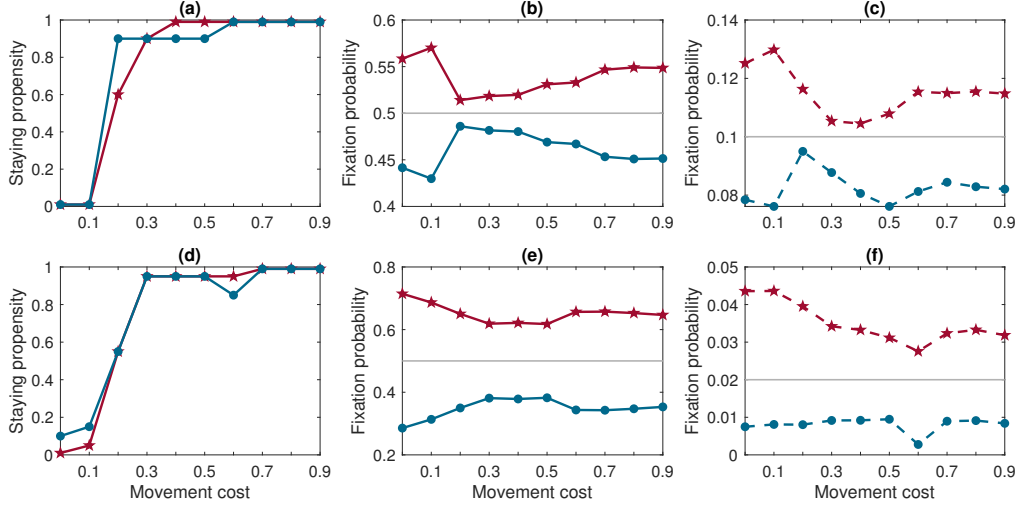 (a)
Staying propensity
1
0.8
0.6
0.4
0.2
0
0.1 0.3 0.5 0.7 0.9
(b)
Fixation probability
0.6
0.55
0.5
0.45
0.4
0.1 0.3 0.5 0.7 0.9
(c)
Fixation probability
0.12
0.1
0.08
0.1 0.3 0.5 0.7 0.9
(d)
Staying propensity
1
0.8
0.6
0.4
0.2
0
0.1 0.3 0.5 0.7 0.9
Movement cost
(e)
Fixation probability
0.8
0.6
0.4
0.2
0.1 0.3 0.5 0.7 0.9
Movement cost
(f)
Fixation probability
0.05
0.04
0.03
0.02
0.01
0
0.1 0.3 0.5 0.7 0.9
Movement cost